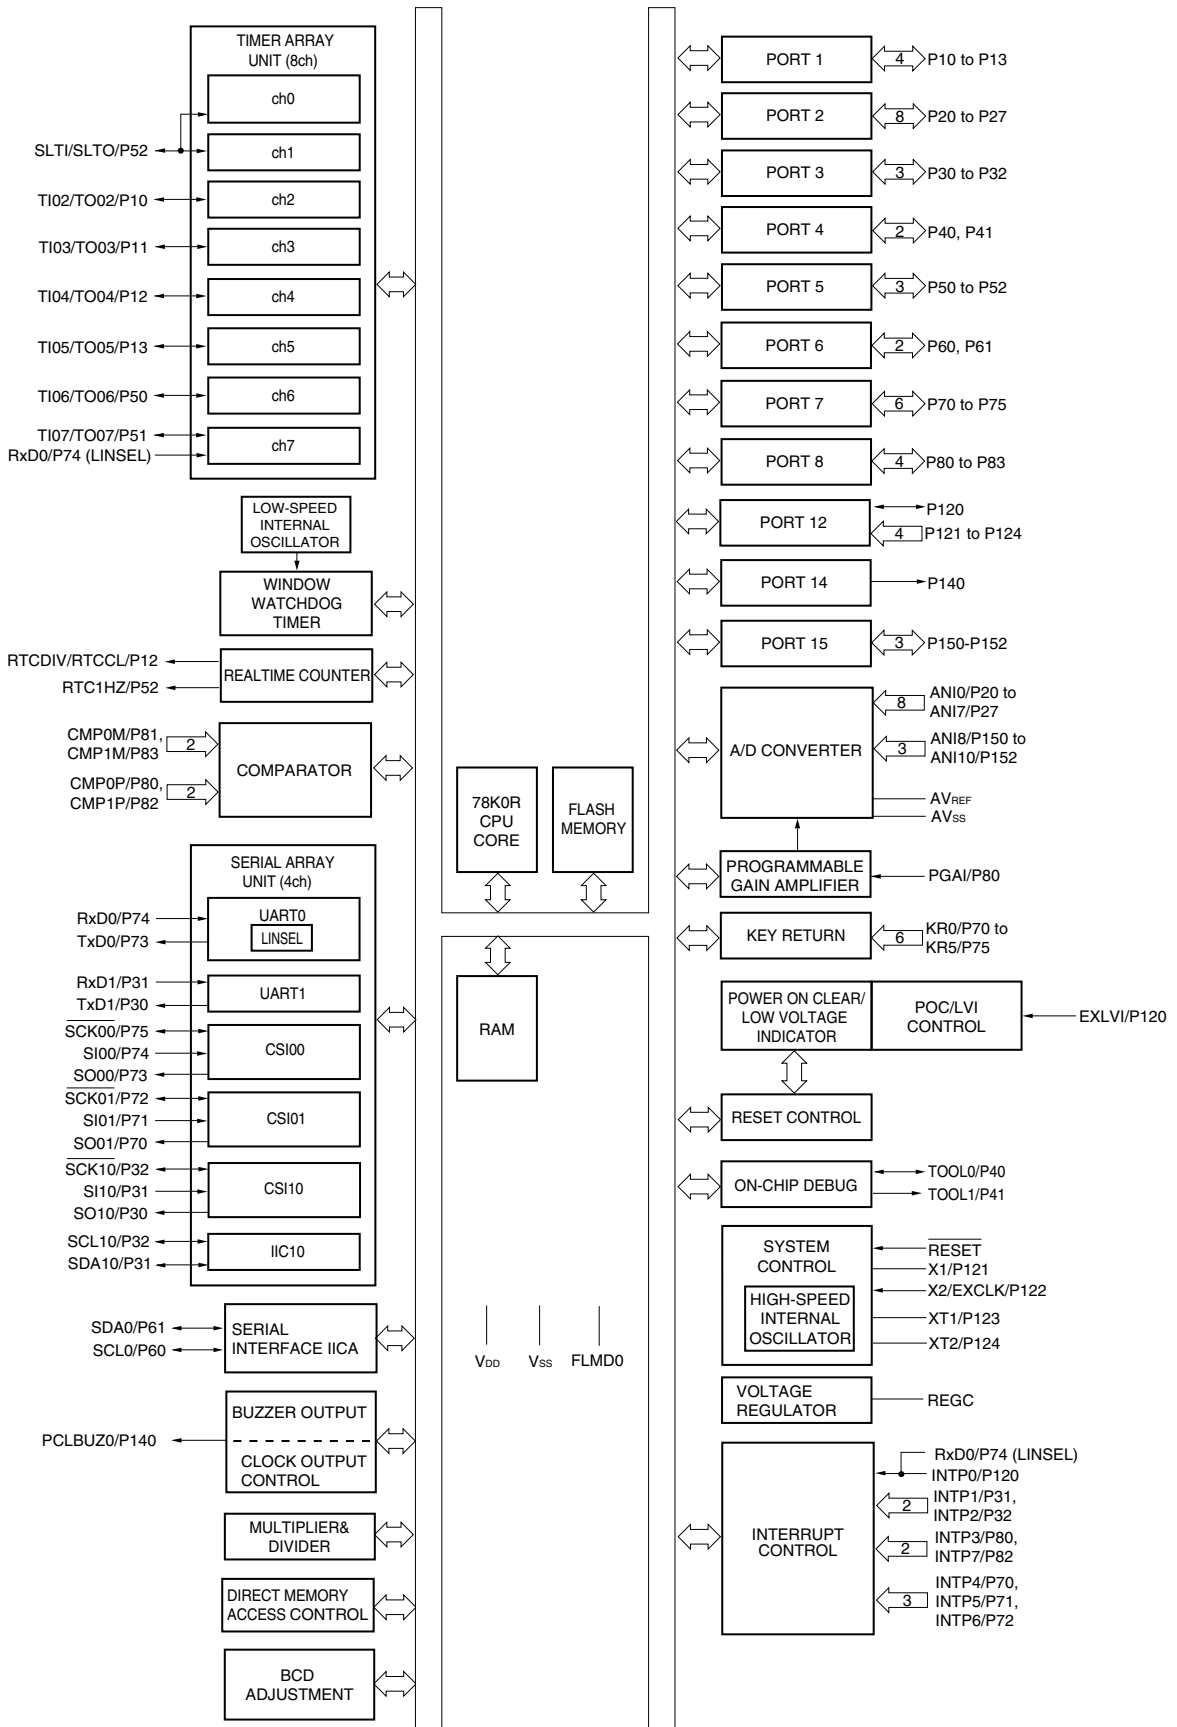 TIMER ARRAY
UNIT (8ch)
ch0
SLTI/SLTO/P52
ch1
TI02/TO02/P10
ch2
TI03/TO03/P11
ch3
TI04/TO04/P12
ch4
TI05/TO05/P13
ch5
TI06/TO06/P50
ch6
TI07/TO07/P51
RxD0/P74 (LINSEL)
ch7
LOW-SPEED
INTERNAL
OSCILLATOR
WINDOW
WATCHDOG
TIMER
RTCDIV/RTCCL/P12
RTC1HZ/P52
REALTIME COUNTER
CMP0M/P81,
CMP1M/P83
2
CMP0P/P80,
CMP1P/P82
2
COMPARATOR
SERIAL ARRAY
UNIT (4ch)
RxD0/P74
TxD0/P73
UART0
LINSEL
RxD1/P31
TxD1/P30
UART1
SCK00/P75
SI00/P74
SO00/P73
CSI00
SCK01/P72
SI01/P71
SO01/P70
CSI01
SCK10/P32
SI10/P31
SO10/P30
CSI10
SCL10/P32
SDA10/P31
IIC10
SDA0/P61
SCL0/P60
SERIAL
INTERFACE IICA
PCLBUZ0/P140
BUZZER OUTPUT
CLOCK OUTPUT
CONTROL
MULTIPLIER&
DIVIDER
DIRECT MEMORY
ACCESS CONTROL
BCD
ADJUSTMENT
78K0R
CPU
CORE
FLASH
MEMORY
RAM
VDD
VSS
FLMD0
PORT 1
4
P10 to P13
PORT 2
8
P20 to P27
PORT 3
3
P30 to P32
PORT 4
2
P40, P41
PORT 5
3
P50 to P52
PORT 6
2
P60, P61
PORT 7
6
P70 to P75
PORT 8
4
P80 to P83
PORT 12
P120
4
P121 to P124
PORT 14
P140
PORT 15
3
P150-P152
A/D CONVERTER
8
ANI0/P20 to
ANI7/P27
3
ANI8/P150 to
ANI10/P152
AVREF
AVSS
PROGRAMMABLE
GAIN AMPLIFIER
PGAI/P80
KEY RETURN
6
KR0/P70 to
KR5/P75
POWER ON CLEAR/
LOW VOLTAGE
INDICATOR
POC/LVI
CONTROL
EXLVI/P120
RESET CONTROL
ON-CHIP DEBUG
TOOL0/P40
TOOL1/P41
SYSTEM
CONTROL
HIGH-SPEED
INTERNAL
OSCILLATOR
RESET
X1/P121
X2/EXCLK/P122
XT1/P123
XT2/P124
VOLTAGE
REGULATOR
REGC
INTERRUPT
CONTROL
RxD0/P74 (LINSEL)
INTP0/P120
2
INTP1/P31,
INTP2/P32
2
INTP3/P80,
INTP7/P82
3
INTP4/P70,
INTP5/P71,
INTP6/P72